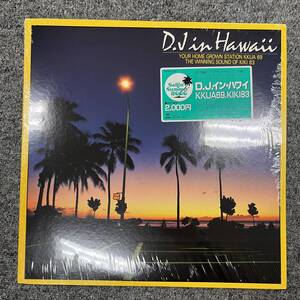 D.J in Hawaii
YOUR HOME GROWN STATION KKUA 69
THE WINNING SOUND OF KIKI 83
D.J.イン・ハワイ
KKUA69.KIKI83
2,000円